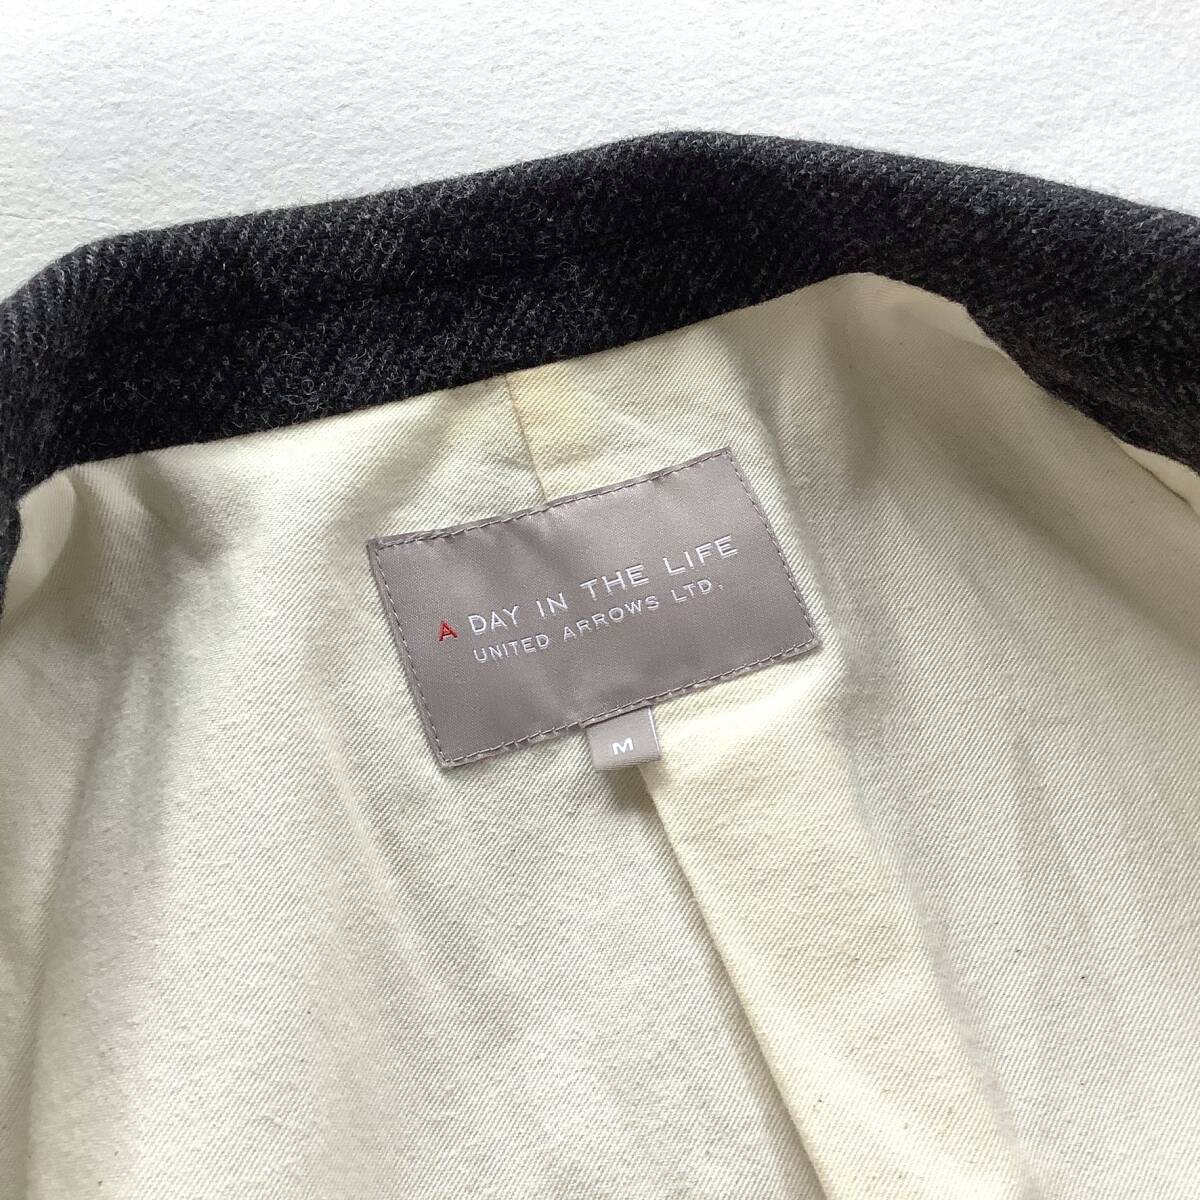 A DAY IN THE LIFE
UNITED ARROWS LTD.
M